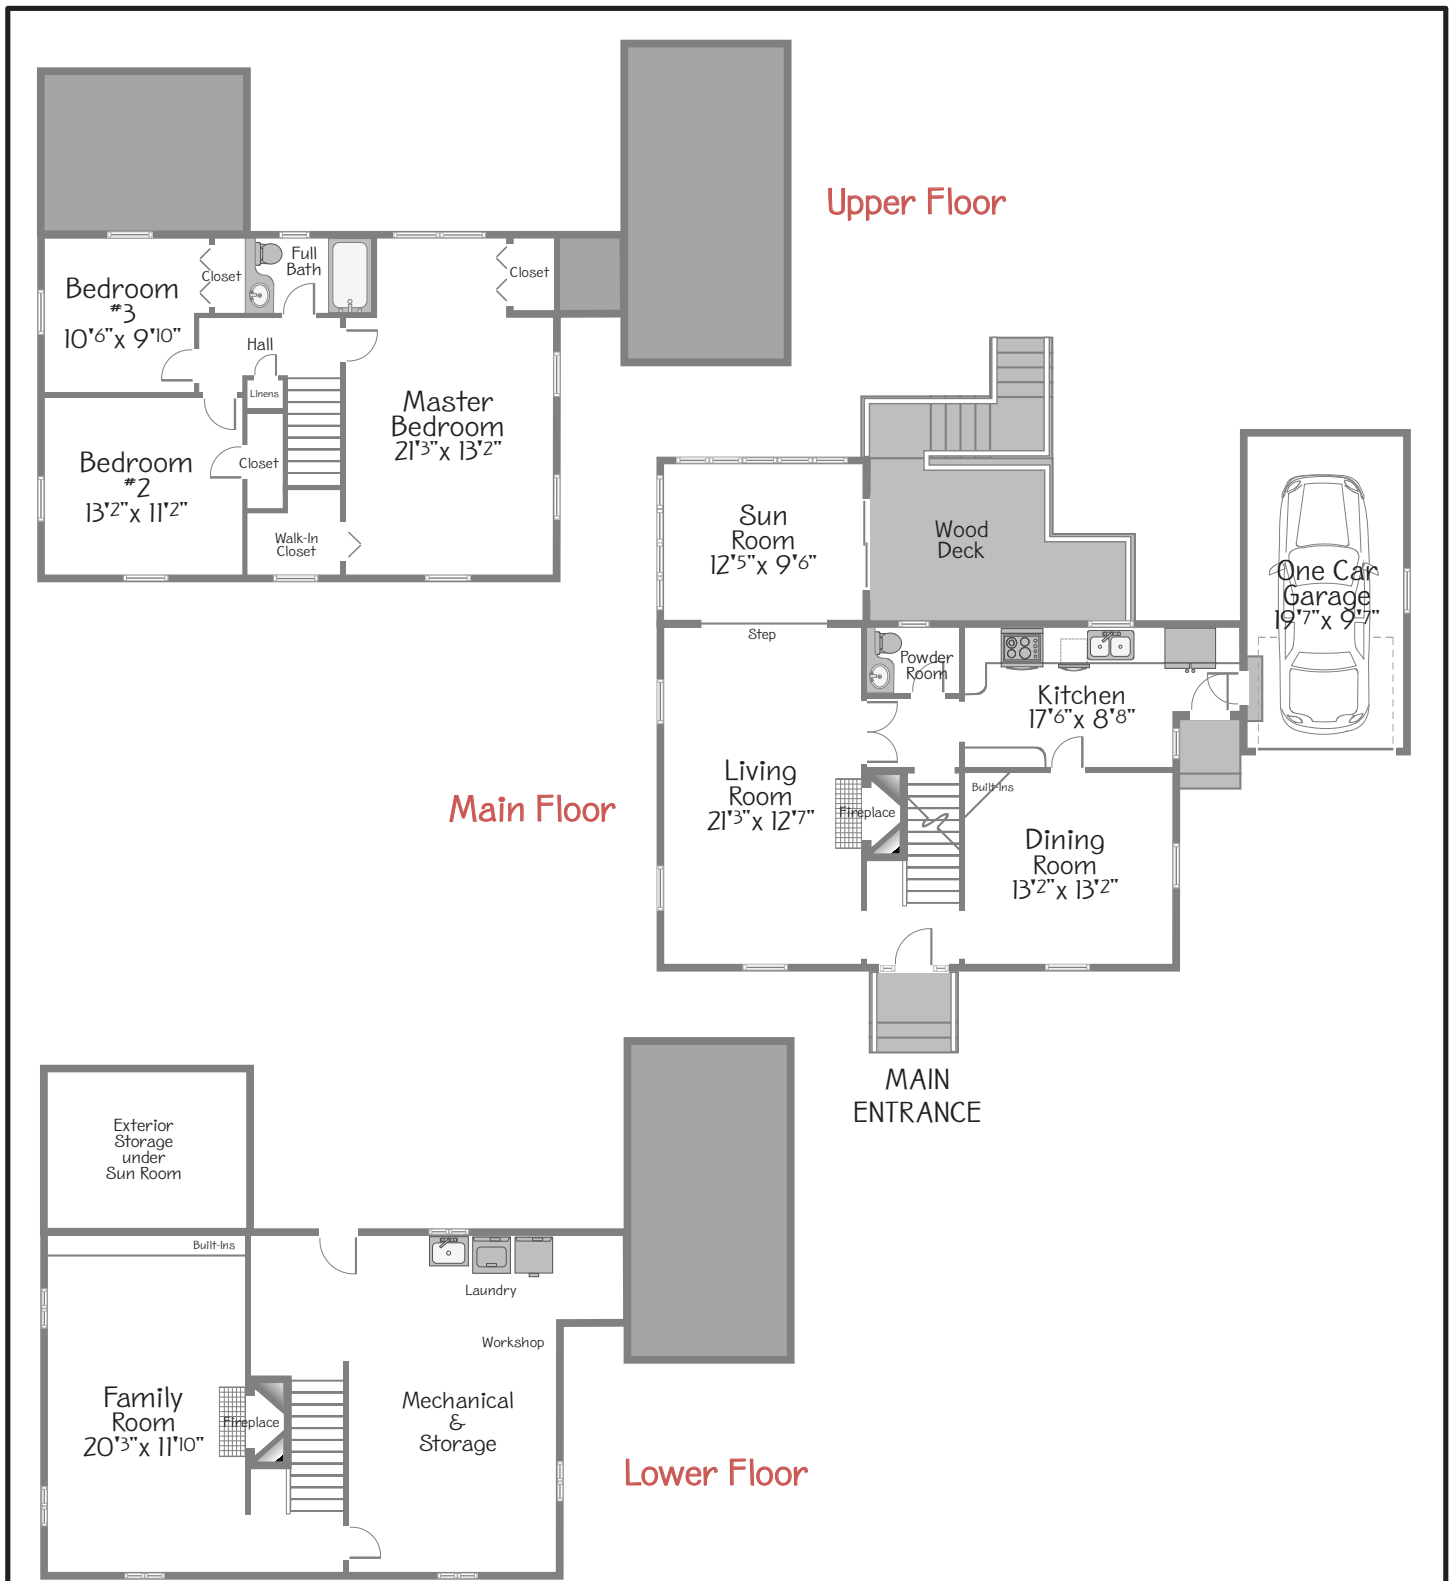 Upper Floor
Bedroom
#3
10'6" x 9'10"
Closet
Full
Bath
Closet
Hall
Linens
Master
Bedroom
21'3" x 13'2"
Bedroom
#2
13'2" x 11'2"
Closet
Walk-In
Closet
Main Floor
Sun
Room
12'5" x 9'6"
Wood
Deck
One Car
Garage
19'7" x 9'7"
Step
Powder
Room
Kitchen
17'6" x 8'8"
Living
Room
21'3" x 12'7"
Fireplace
Built-Ins
Dining
Room
13'2" x 13'2"
MAIN
ENTRANCE
Exterior
Storage
under
Sun Room
Built-Ins
Laundry
Workshop
Family
Room
20'3" x 11'10"
Fireplace
Mechanical
&
Storage
Lower Floor